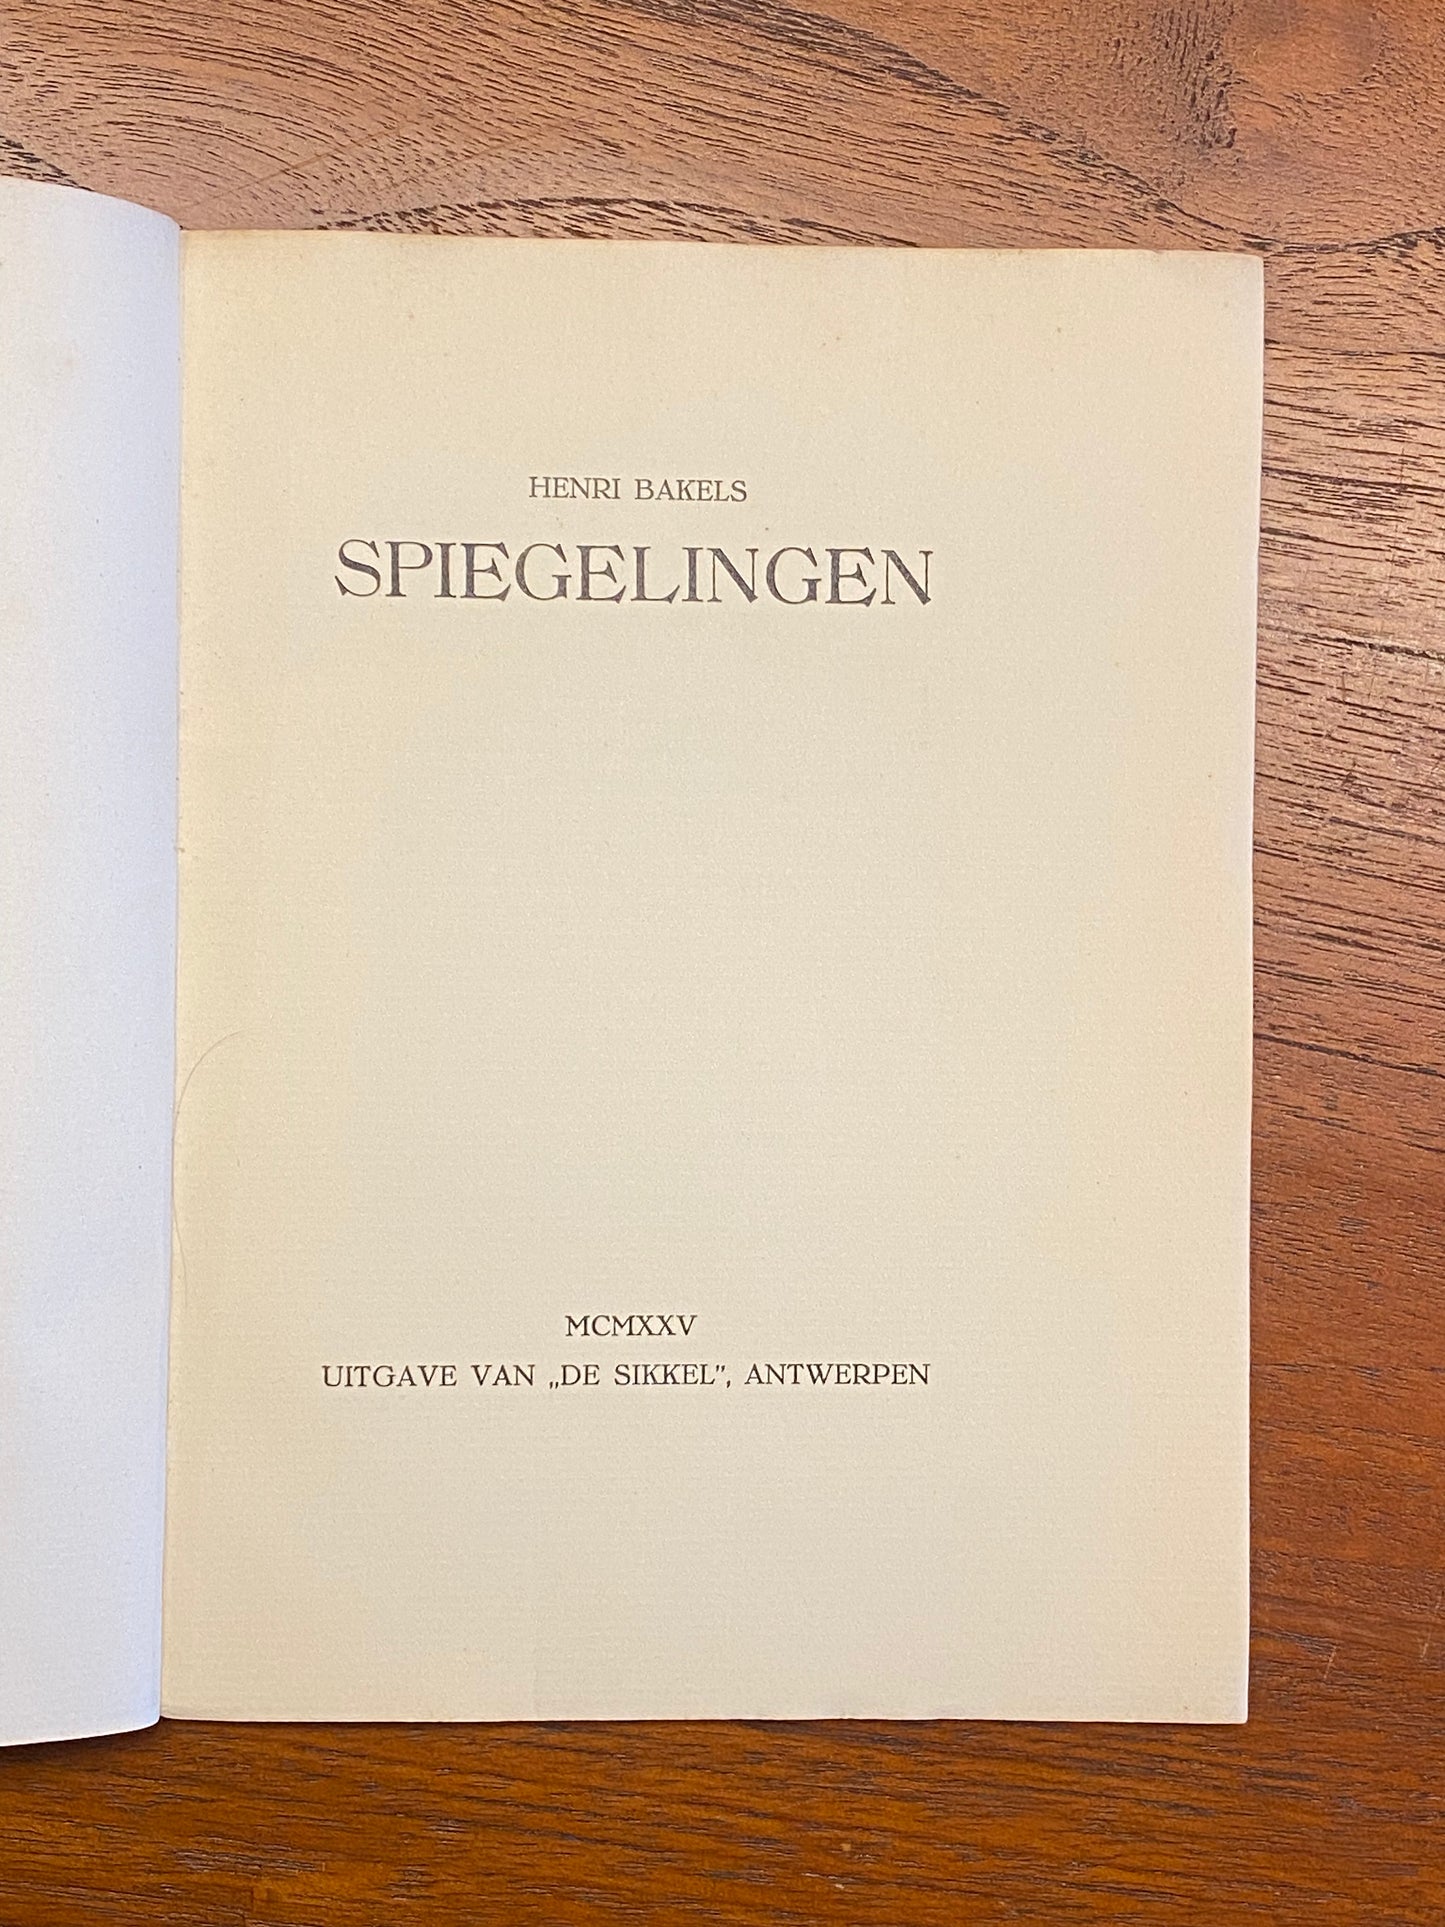 HENRI BAKELS
SPIEGELINGEN
MCMXXV
UITGAVE VAN „DE SIKKEL”, ANTWERPEN